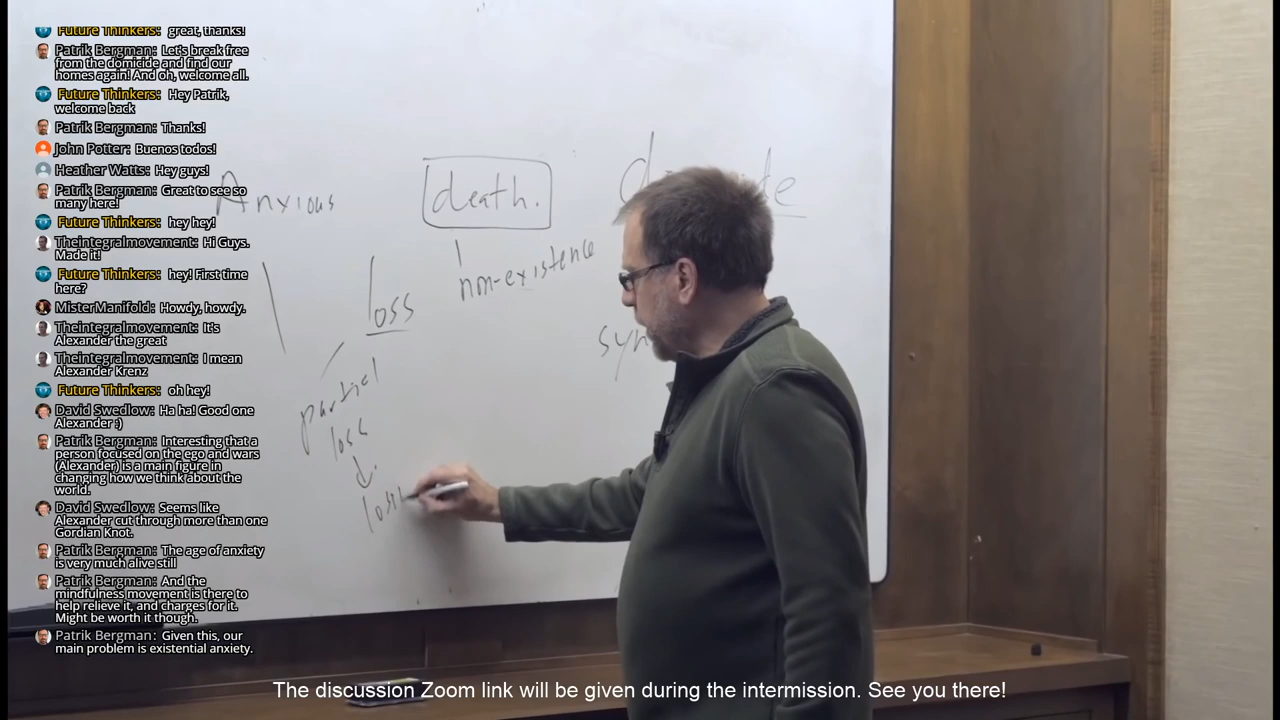 Future Thinkers: great, thanks!
Patrik Bergman: Let's break free
from the domicide and find our
homes again! And oh, welcome all.
Future Thinkers: Hey Patrik,
welcome back
Patrik Bergman: Thanks!
John Potter: Buenos todos!
Heather Watts: Hey guys!
Patrik Bergman: Great to see so
many here!
Future Thinkers: hey hey!
Theintegralmovement: Hi Guys.
Made it!
Future Thinkers: hey! First time
here?
MisterManifold: Howdy, howdy.
Theintegralmovement: It's
Alexander the great
Theintegralmovement: I mean
Alexander Krenz
Future Thinkers: oh hey!
David Swedlow: Ha ha! Good one
Alexander :)
Patrik Bergman: Interesting that a
person focused on the ego and wars
(Alexander) is a main figure in
changing how we think about the
world.
David Swedlow: Seems like
Alexander cut through more than one
Gordian Knot.
Patrik Bergman: The age of anxiety
is very much alive still
Patrik Bergman: And the
mindfulness movement is there to
help relieve it, and charges for it.
Might be worth it though.
Patrik Bergman: Given this, our
main problem is existential anxiety.
Anxious
death.
non-existence
loss
partial
loss
The discussion Zoom link will be given during the intermission. See you there!